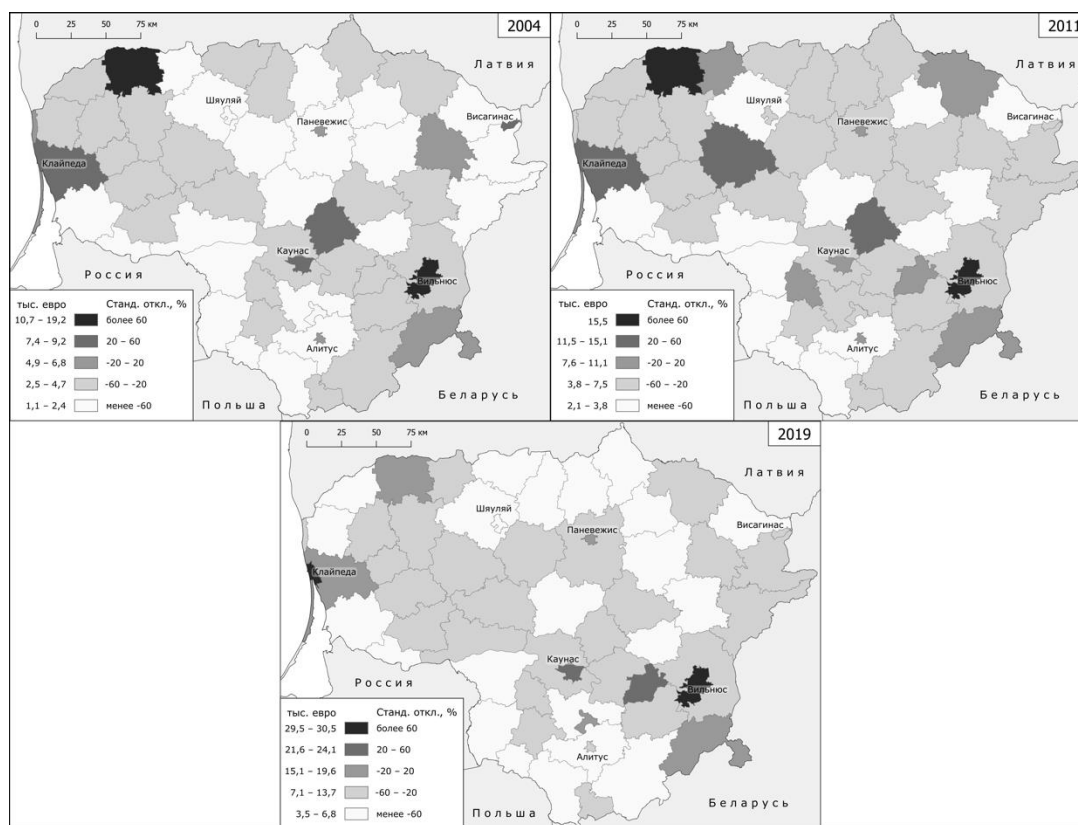 0 25 50 75 км
2004
Латвия
Шяуляй
Паневежис
Висагинас
Клайпеда
Каунас
Вильнюс
Россия
Алитус
Польша
Беларусь
тыс. евро Станд. откл., %
10,7 – 19,2 более 60
7,4 – 9,2 20 – 60
4,9 – 6,8 -20 – 20
2,5 – 4,7 -60 – -20
1,1 – 2,4 менее -60
0 25 50 75 км
2011
Латвия
Шяуляй
Паневежис
Висагинас
Клайпеда
Каунас
Вильнюс
Россия
Алитус
Польша
Беларусь
тыс. евро Станд. откл., %
15,5 более 60
11,5 – 15,1 20 – 60
7,6 – 11,1 -20 – 20
3,8 – 7,5 -60 – -20
2,1 – 3,8 менее -60
0 25 50 75 км
2019
Латвия
Шяуляй
Паневежис
Висагинас
Клайпеда
Каунас
Вильнюс
Россия
Алитус
Польша
Беларусь
тыс. евро Станд. откл., %
29,5 – 30,5 более 60
21,6 – 24,1 20 – 60
15,1 – 19,6 -20 – 20
7,1 – 13,7 -60 – -20
3,5 – 6,8 менее -60